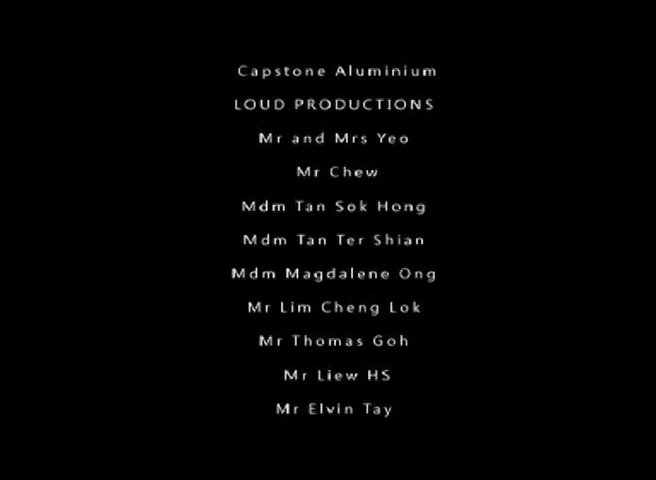 Capstone Aluminium
LOUD PRODUCTIONS
Mr and Mrs Yeo
Mr Chew
Mdm Tan Sok Hong
Mdm Tan Ter Shian
Mdm Magdalene Ong
Mr Lim Cheng Lok
Mr Thomas Goh
Mr Liew HS
Mr Elvin Tay